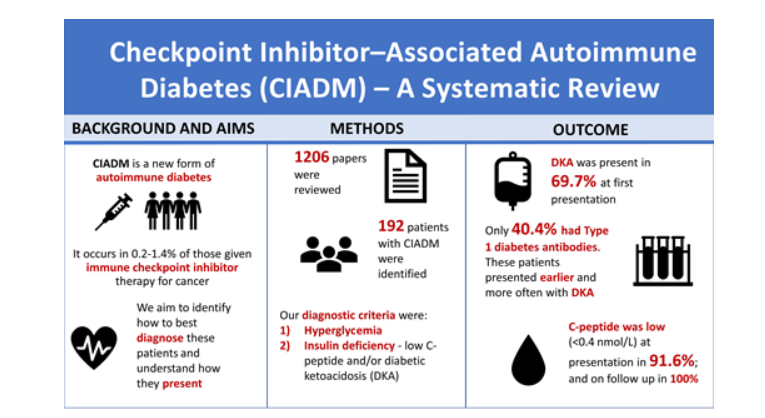 Checkpoint Inhibitor–Associated Autoimmune
Diabetes (CIADM) – A Systematic Review
BACKGROUND AND AIMS
CIADM is a new form of
autoimmune diabetes
It occurs in 0.2-1.4% of those given
immune checkpoint inhibitor
therapy for cancer
We aim to identify
how to best
diagnose these
patients and
understand how
they present
METHODS
1206 papers
were
reviewed
192 patients
with CIADM
were
identified
Our diagnostic criteria were:
1) Hyperglycemia
2) Insulin deficiency - low C-
peptide and/or diabetic
ketoacidosis (DKA)
OUTCOME
DKA was present in
69.7% at first
presentation
Only 40.4% had Type
1 diabetes antibodies.
These patients
presented earlier and
more often with DKA
C-peptide was low
(<0.4 nmol/L) at
presentation in 91.6%;
and on follow up in 100%